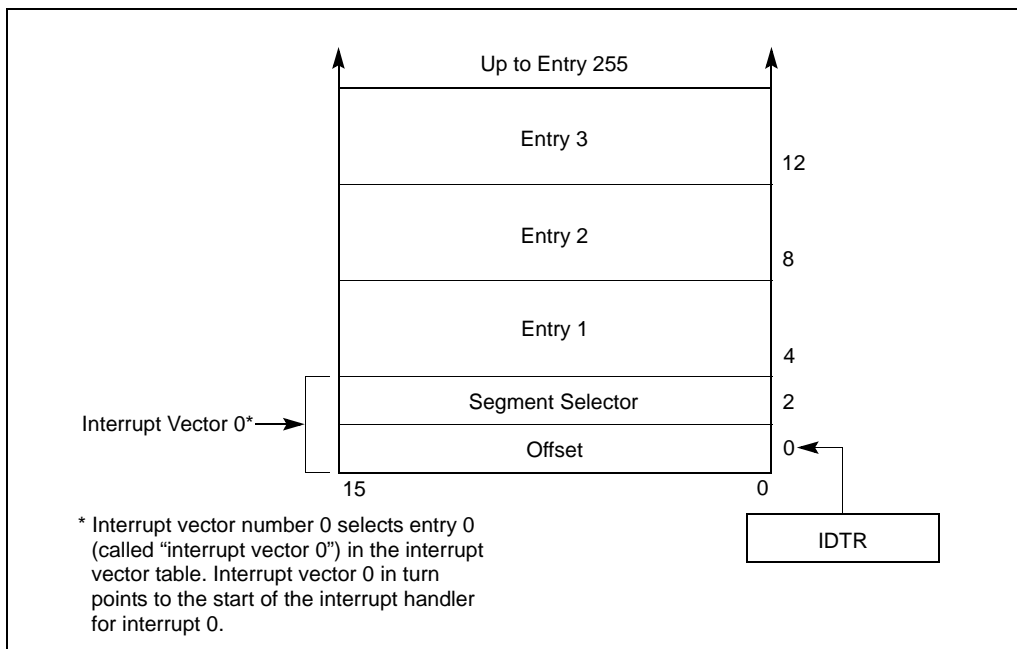 Up to Entry 255
Entry 3
12
Entry 2
8
Entry 1
4
Segment Selector
2
Interrupt Vector 0*
Offset
0
15
0
* Interrupt vector number 0 selects entry 0
(called “interrupt vector 0”) in the interrupt
vector table. Interrupt vector 0 in turn
points to the start of the interrupt handler
for interrupt 0.
IDTR